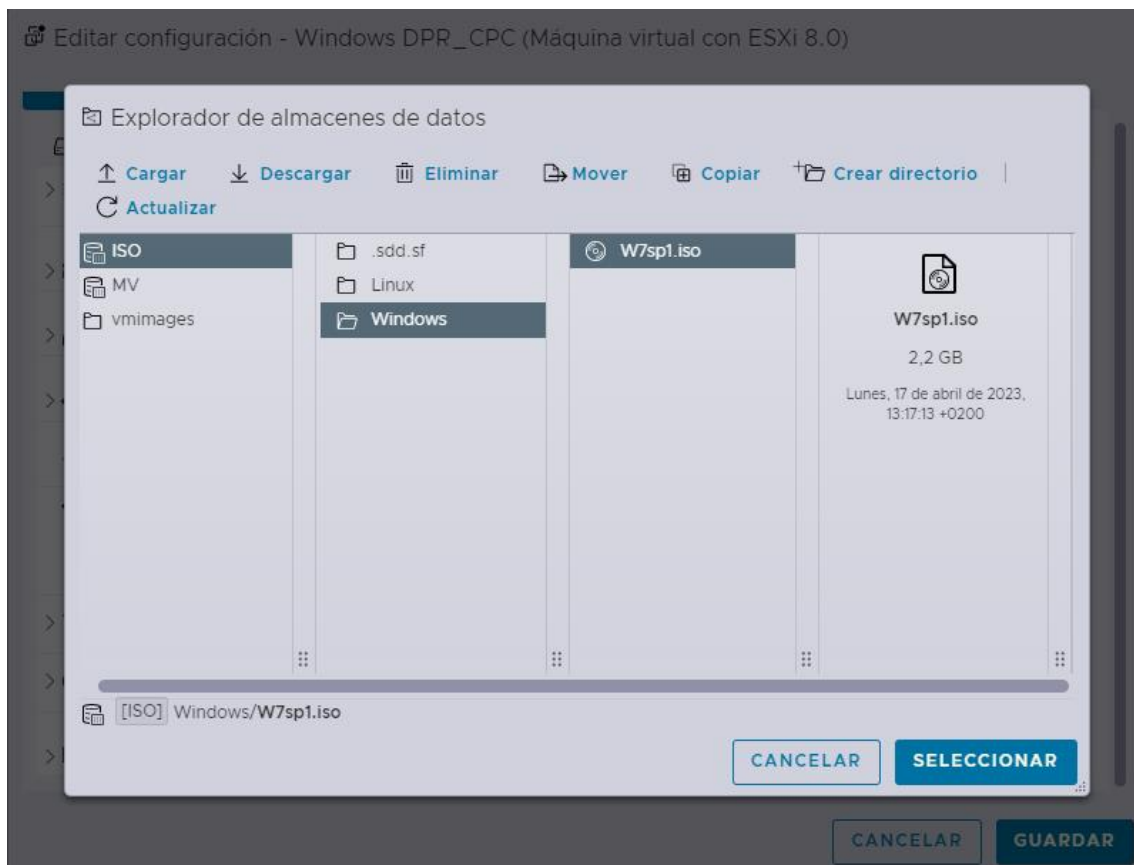 Editar configuración - Windows DPR_CPC (Máquina virtual con ESXi 8.0)
Explorador de almacenes de datos
Cargar Descargar Eliminar Mover Copiar Crear directorio
Actualizar
ISO .sdd.sf W7sp1.iso
MV Linux
vmimages Windows W7sp1.iso
2,2 GB
Lunes, 17 de abril de 2023,
13:17:13 +0200
[ISO] Windows/W7sp1.iso
CANCELAR SELECCIONAR
CANCELAR GUARDAR